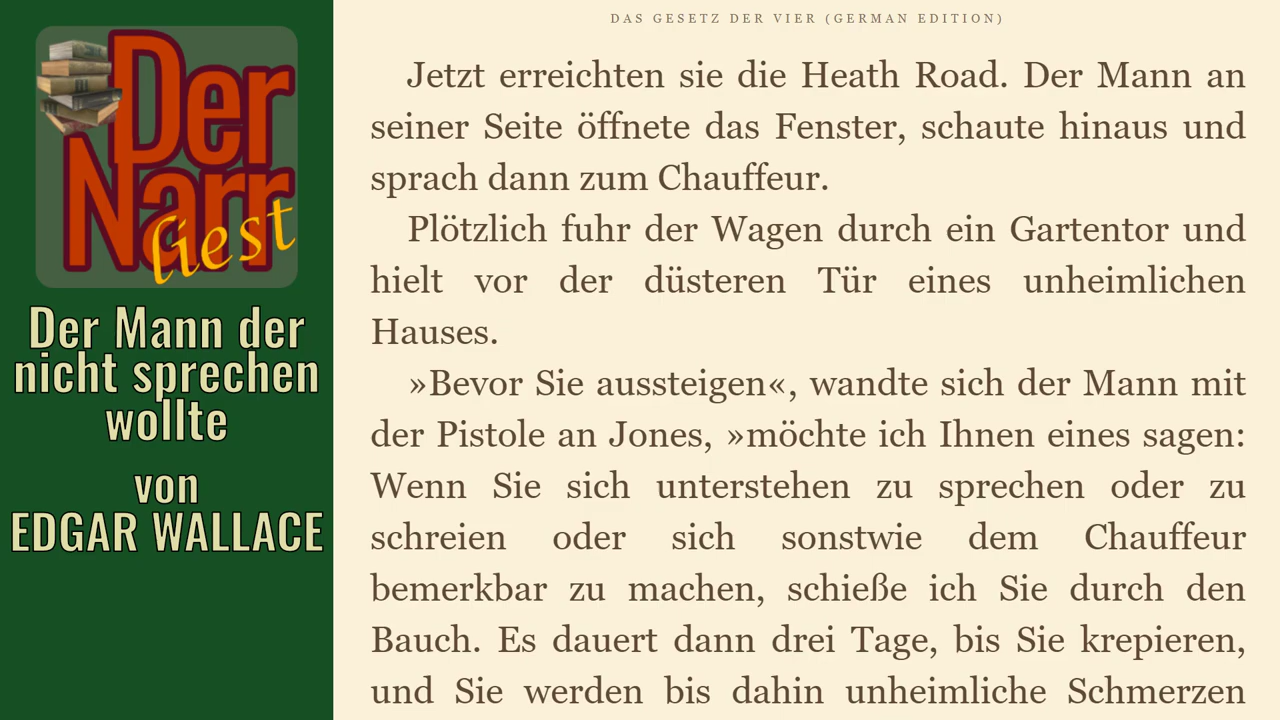 Der
Narr
liest
Der Mann der
nicht sprechen
wollte
von
EDGAR WALLACE
DAS GESETZ DER VIER (GERMAN EDITION)
Jetzt erreichten sie die Heath Road. Der Mann an
seiner Seite öffnete das Fenster, schaute hinaus und
sprach dann zum Chauffeur.
Plötzlich fuhr der Wagen durch ein Gartentor und
hielt vor der düsteren Tür eines unheimlichen
Hauses.
»Bevor Sie aussteigen«, wandte sich der Mann mit
der Pistole an Jones, »möchte ich Ihnen eines sagen:
Wenn Sie sich unterstehen zu sprechen oder zu
schreien oder sich sonstwie dem Chauffeur
bemerkbar zu machen, schieße ich Sie durch den
Bauch. Es dauert dann drei Tage, bis Sie krepieren,
und Sie werden bis dahin unheimliche Schmerzen